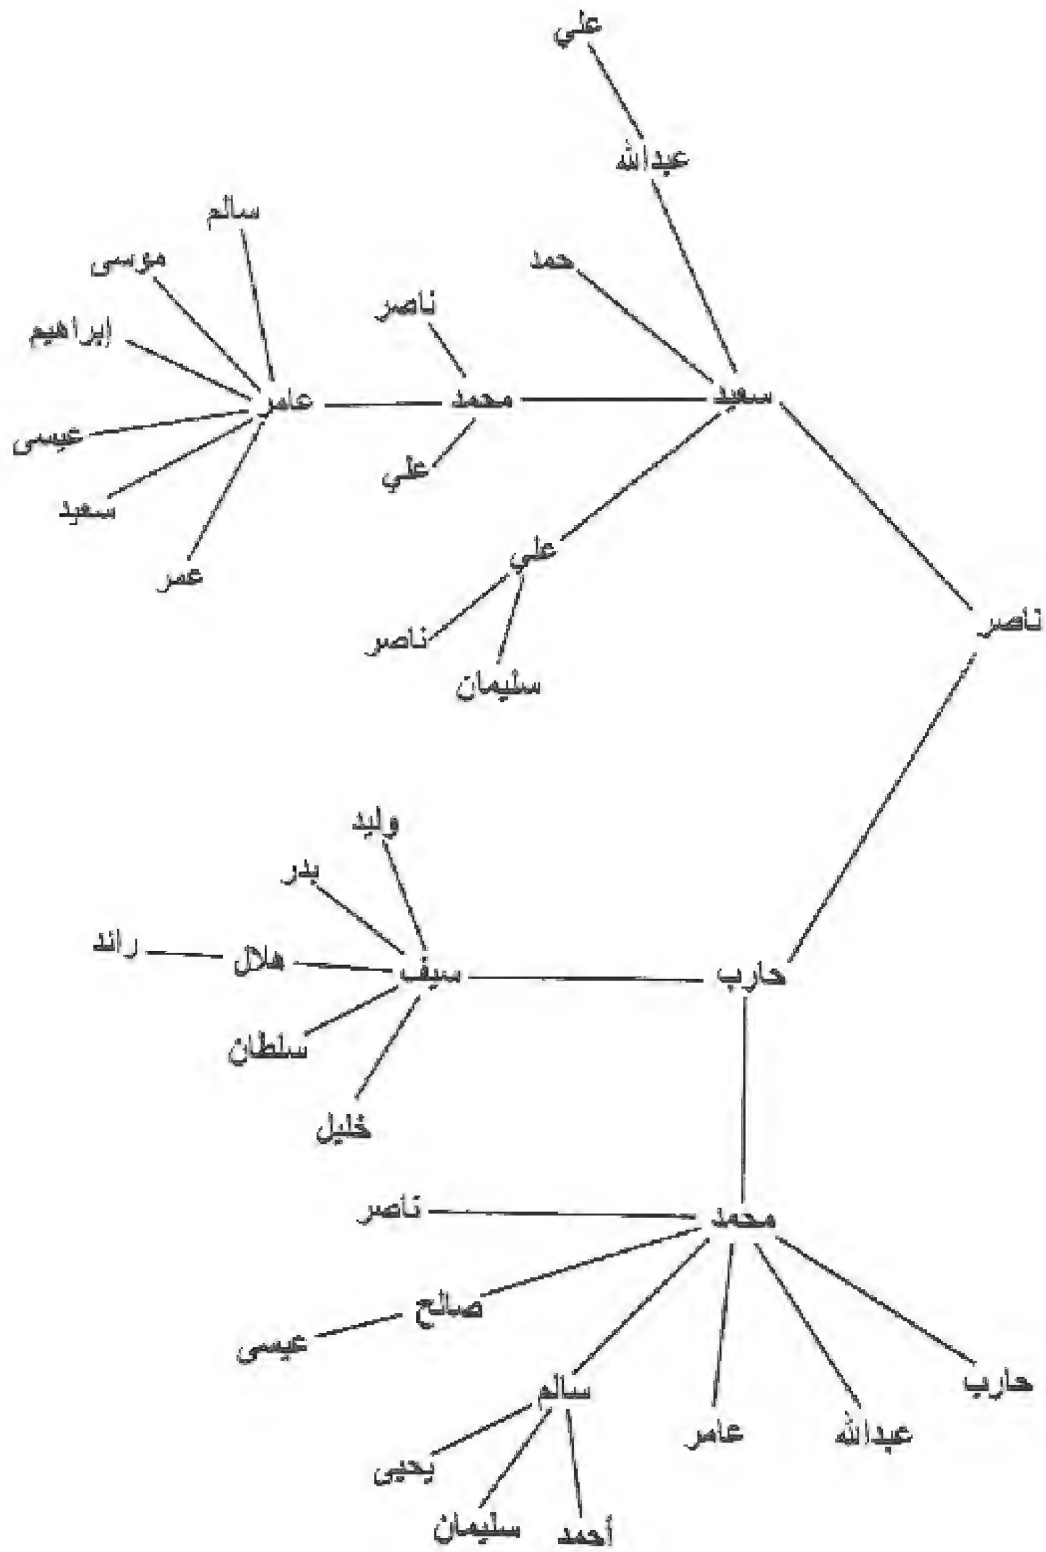 علي
عبدالله
سالم
حمد
موسى
ناصر
إبراهيم
سعيد
محمد
عامر
عيسى
علي
سعيد
علي
عمر
ناصر
ناصر
سليمان
وليد
بدر
رائد
هلال
سيف
حارب
سلطان
خليل
ناصر
محمد
صالح
عيسى
سالم
حارب
عامر
عبدالله
يحيى
سليمان
أحمد